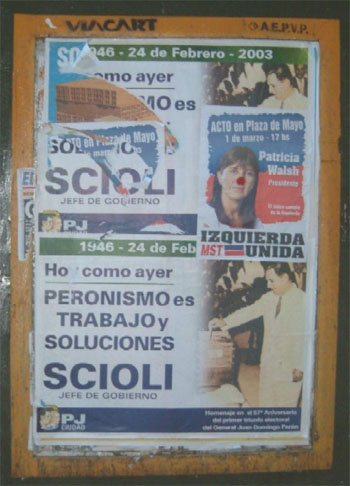 VIACART
A.E.P.V.P.
SO
1946 - 24 de Febrero - 2003
como ayer
es
ACTO en Plaza de Mayo
SCIOLI
JEFE DE GOBIERNO
PJ
ACTO en Plaza de Mayo
1 de marzo - 17 hs
Patricia
Walsh
Presidente
IZQUIERDA
MST UNIDA
1946 - 24 de Feb
Hoy como ayer
PERONISMO es
TRABAJO y
SOLUCIONES
SCIOLI
JEFE DE GOBIERNO
PJ
CIUDAD
Homenaje en el 57º Aniversario
del primer triunfo electoral
del General Juan Domingo Perón